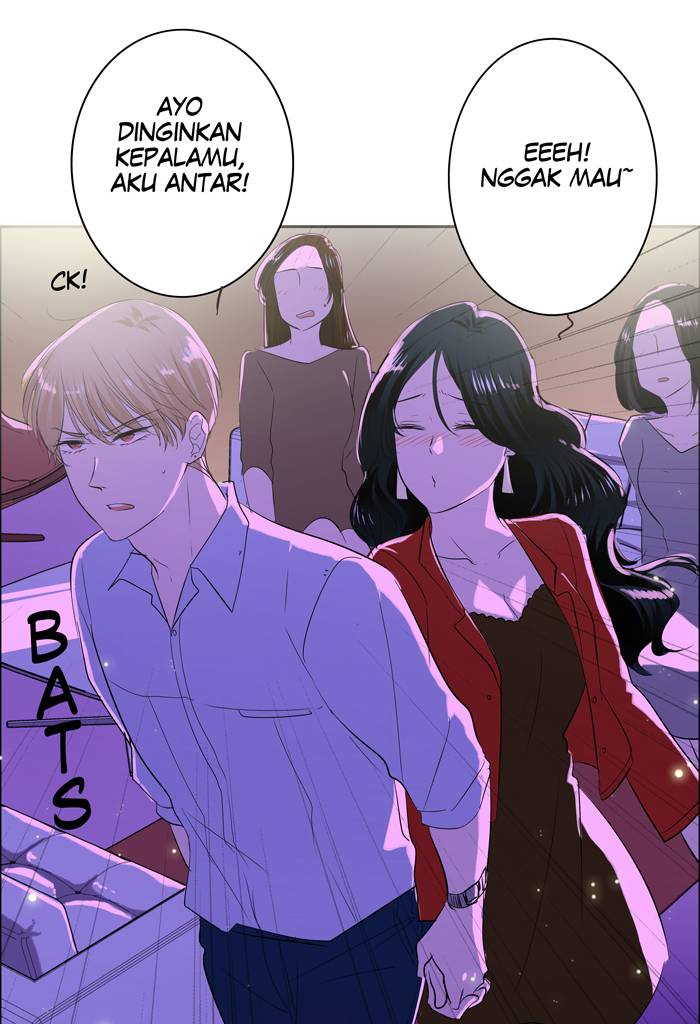 AYO
DINGINKAN
KEPALAMU,
AKU ANTAR!
EEEH!
NGGAK MAU~
CK!
BATS